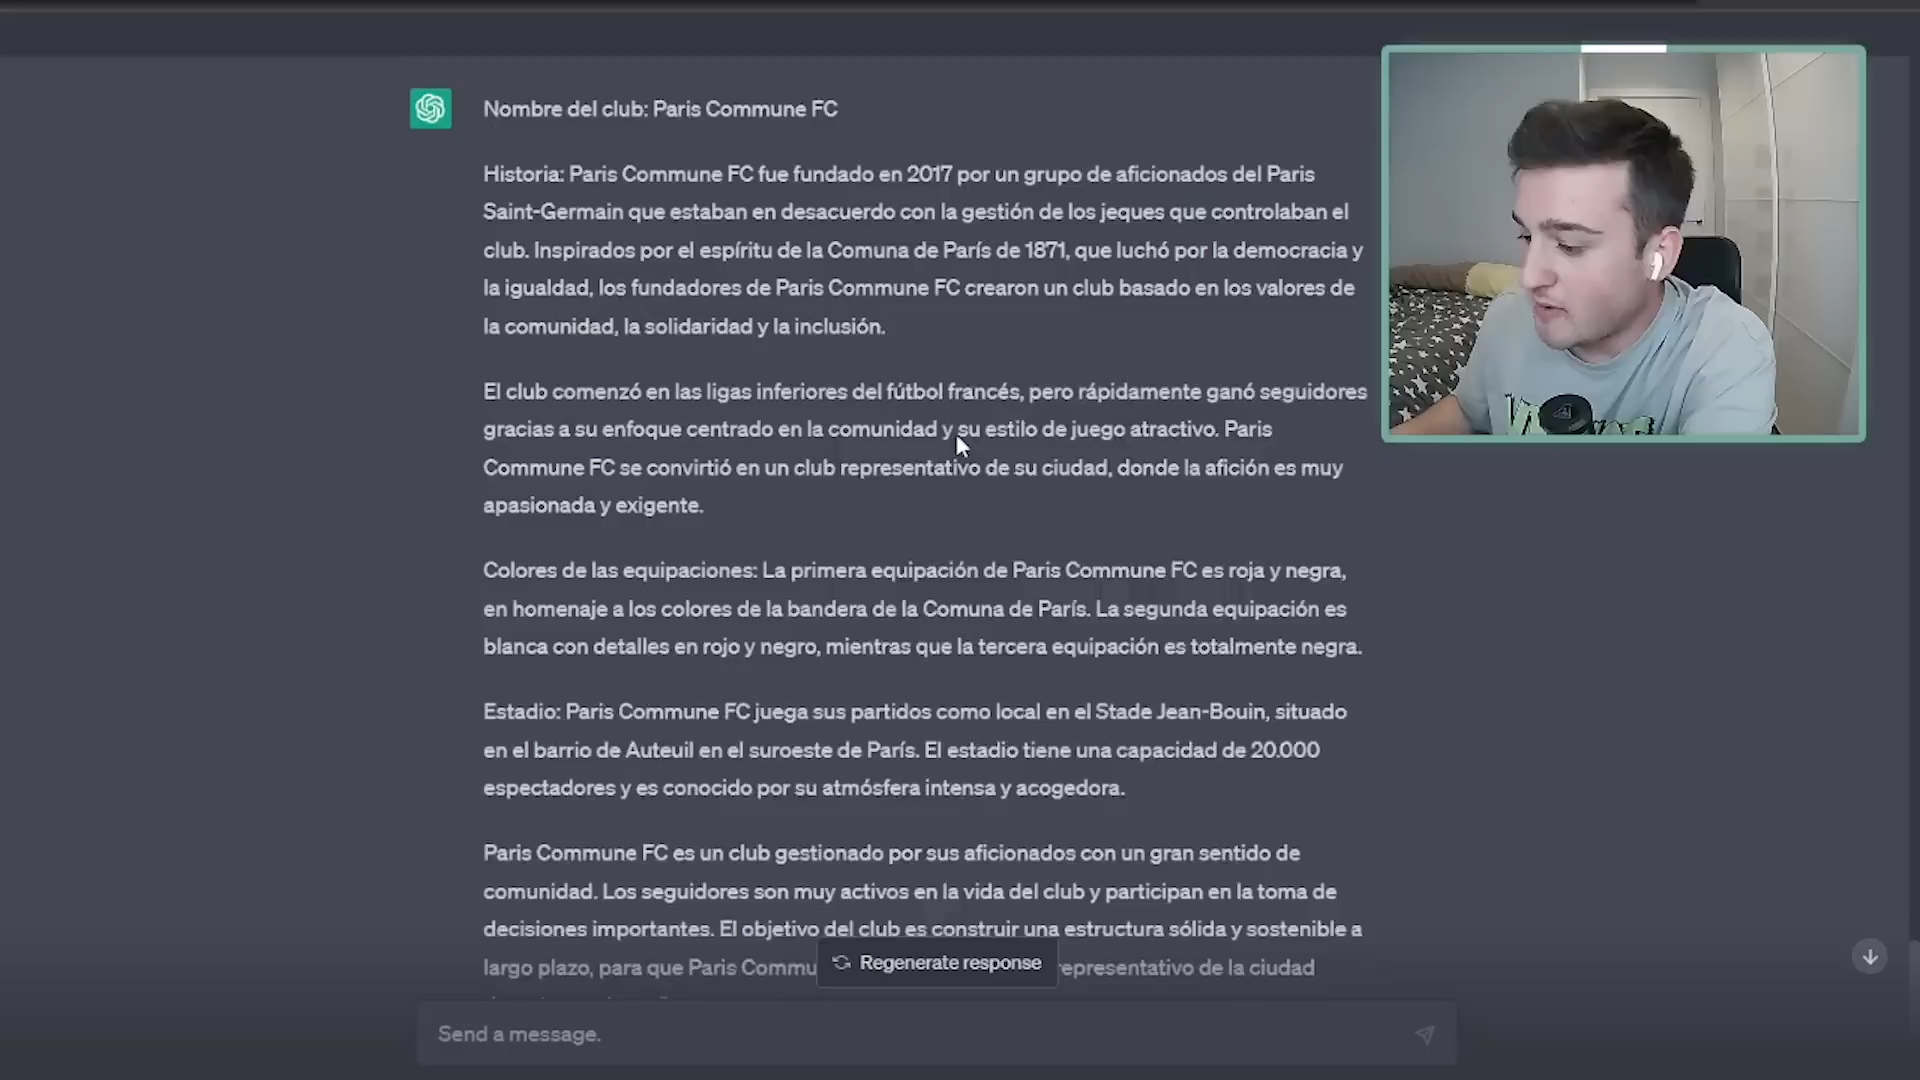 Nombre del club: Paris Commune FC
Historia: Paris Commune FC fue fundado en 2017 por un grupo de aficionados del Paris
Saint-Germain que estaban en desacuerdo con la gestión de los jeques que controlaban el
club. Inspirados por el espíritu de la Comuna de París de 1871, que luchó por la democracia y
la igualdad, los fundadores de Paris Commune FC crearon un club basado en los valores de
la comunidad, la solidaridad y la inclusión.
El club comenzó en las ligas inferiores del fútbol francés, pero rápidamente ganó seguidores
gracias a su enfoque centrado en la comunidad y su estilo de juego atractivo. Paris
Commune FC se convirtió en un club representativo de su ciudad, donde la afición es muy
apasionada y exigente.
Colores de las equipaciones: La primera equipación de Paris Commune FC es roja y negra,
en homenaje a los colores de la bandera de la Comuna de París. La segunda equipación es
blanca con detalles en rojo y negro, mientras que la tercera equipación es totalmente negra.
Estadio: Paris Commune FC juega sus partidos como local en el Stade Jean-Bouin, situado
en el barrio de Auteuil en el suroeste de París. El estadio tiene una capacidad de 20.000
espectadores y es conocido por su atmósfera intensa y acogedora.
Paris Commune FC es un club gestionado por sus aficionados con un gran sentido de
comunidad. Los seguidores son muy activos en la vida del club y participan en la toma de
decisiones importantes. El objetivo del club es construir una estructura sólida y sostenible a
largo plazo, para que Paris Commu epresentativo de la ciudad
Regenerate response
Send a message.